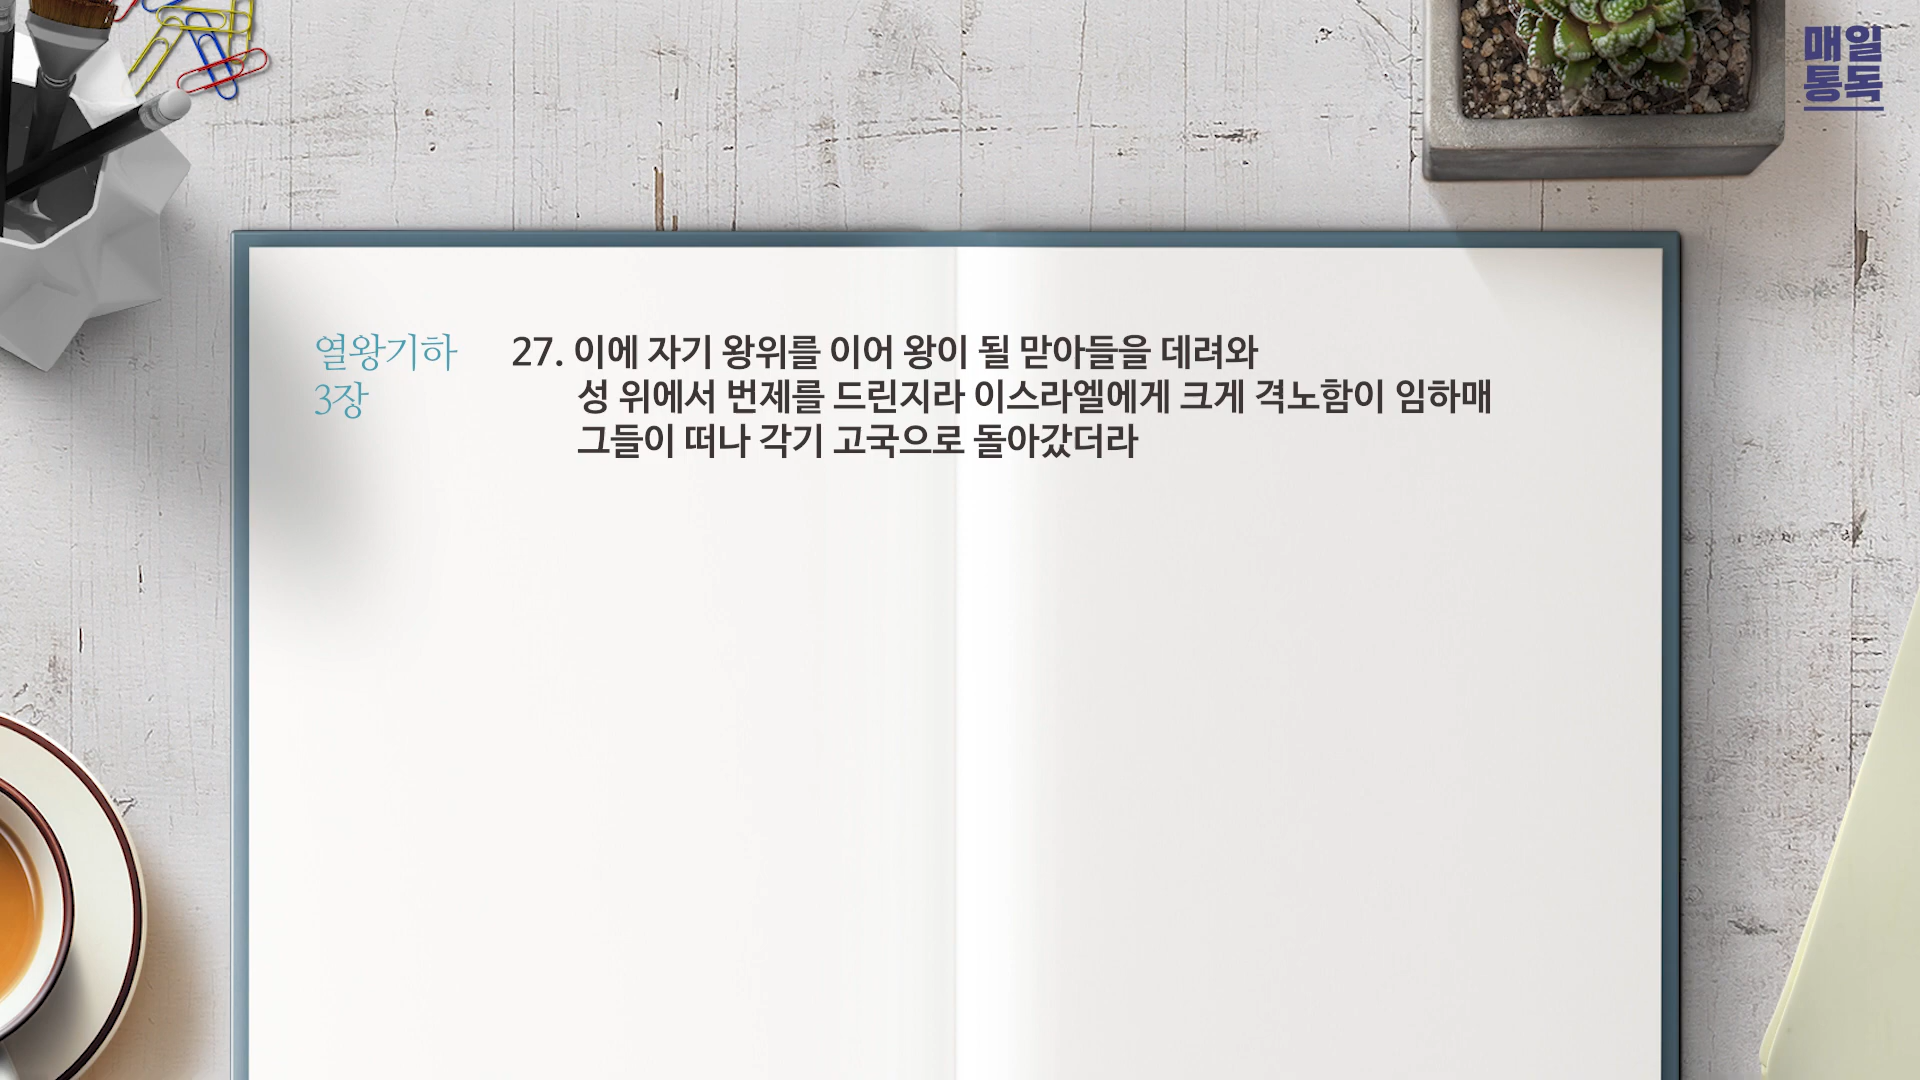 매일
통독
열왕기하
3장
27. 이에 자기 왕위를 이어 왕이 될 맏아들을 데려와
성 위에서 번제를 드린지라 이스라엘에게 크게 격노함이 임하매
그들이 떠나 각기 고국으로 돌아갔더라